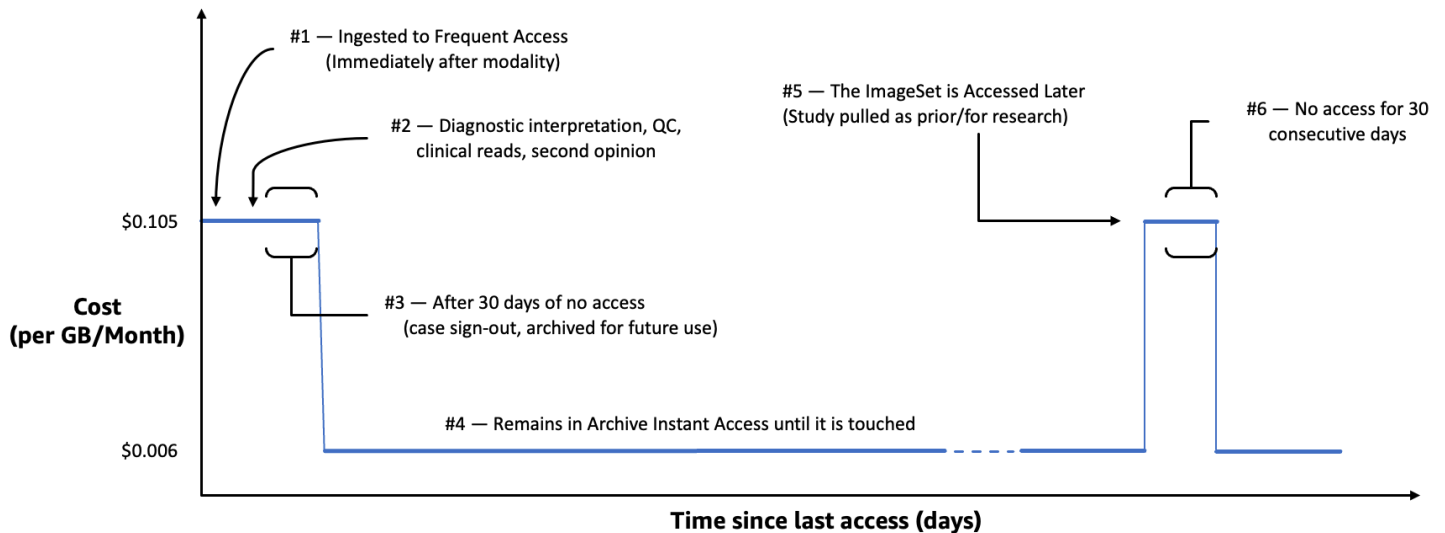 #1 — Ingested to Frequent Access
(Immediately after modality)
#2 — Diagnostic interpretation, QC,
clinical reads, second opinion
#5 — The ImageSet is Accessed Later
(Study pulled as prior/for research)
#6 — No access for 30
consecutive days
$0.105
Cost
(per GB/Month)
#3 — After 30 days of no access
(case sign-out, archived for future use)
#4 — Remains in Archive Instant Access until it is touched
$0.006
Time since last access (days)